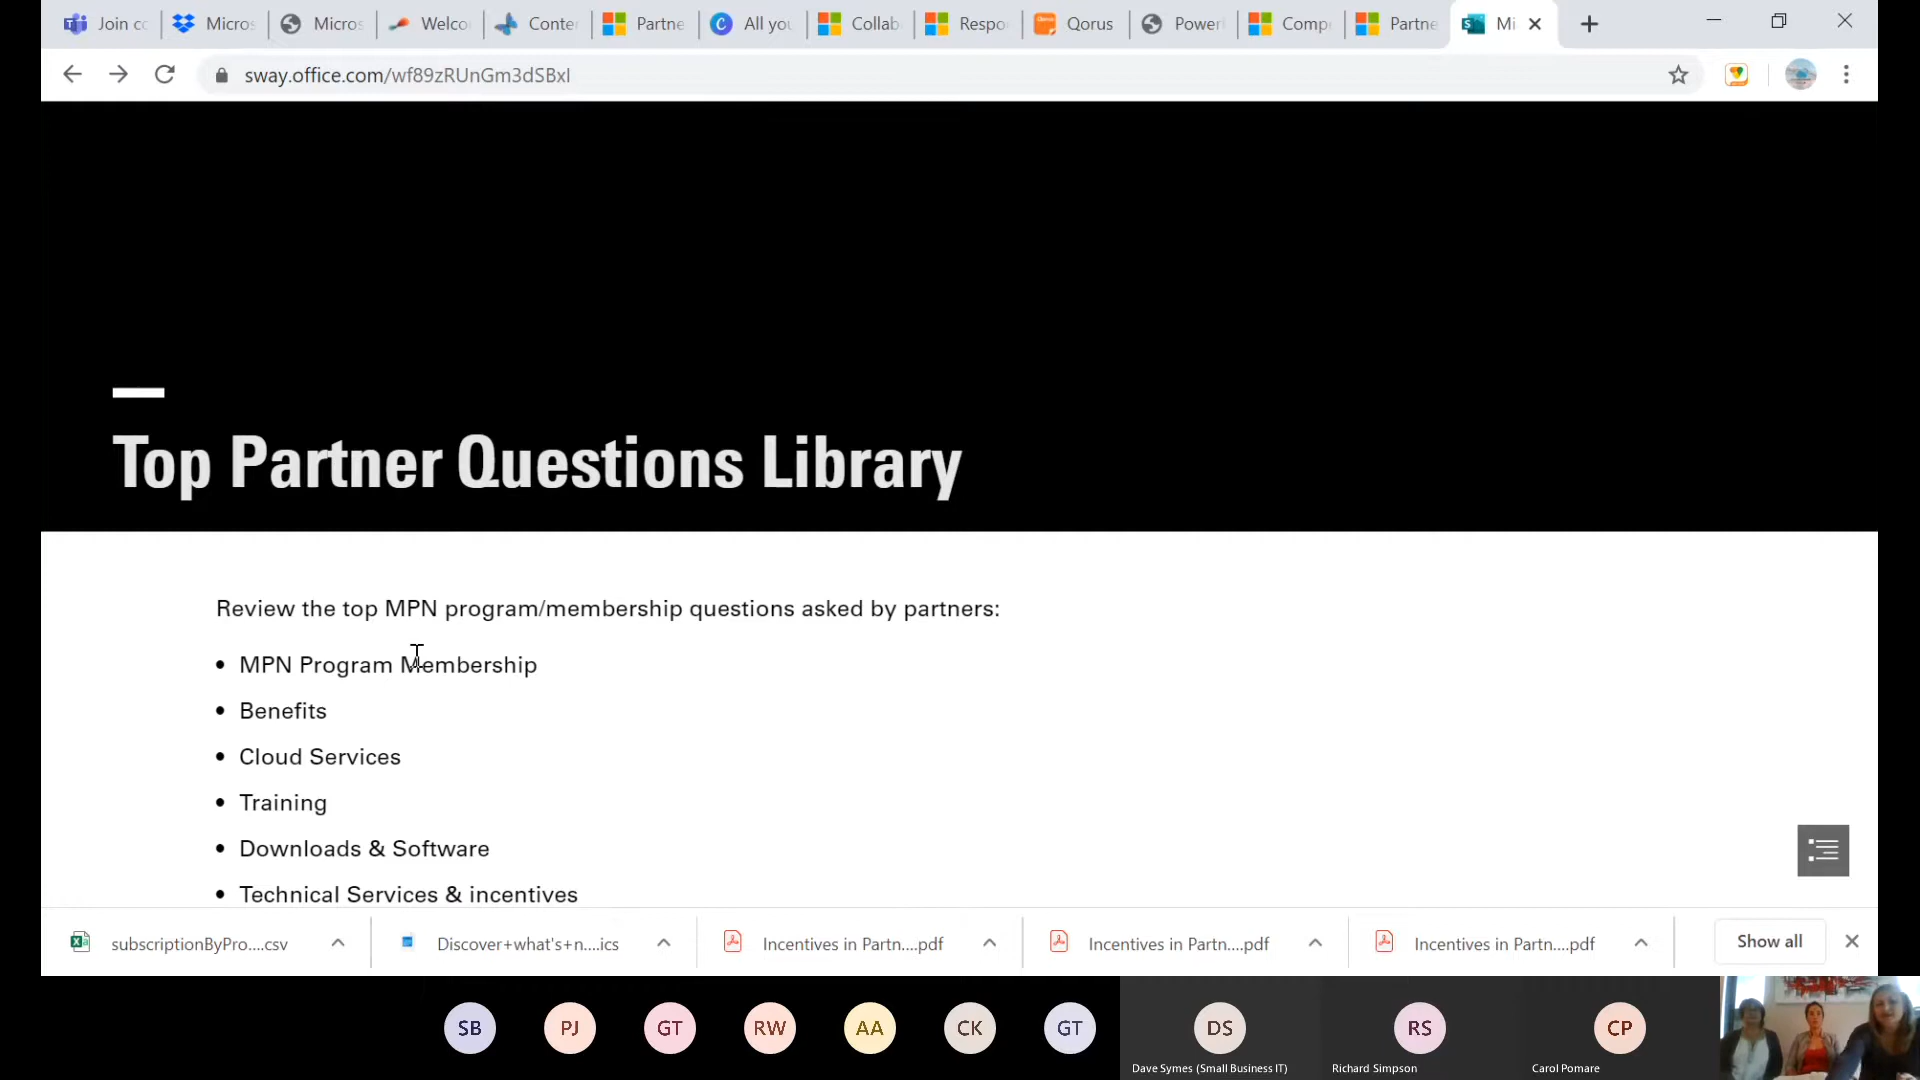 Join co
Micros
Micros
Welco
Conte
Partne
All you
Collab
Respo
Qorus
Power
Comp
Partne
Mi
sway.office.com/wf89zRUnGm3dSBxI
Top Partner Questions Library
Review the top MPN program/membership questions asked by partners:
• MPN Program Membership
• Benefits
• Cloud Services
• Training
• Downloads & Software
• Technical Services & incentives
subscriptionByPro....csv
Discover+what's+n....ics
Incentives in Partn....pdf
Incentives in Partn....pdf
Incentives in Partn....pdf
Show all
SB
PJ
GT
RW
AA
CK
GT
DS
RS
CP
Dave Symes (Small Business IT)
Richard Simpson
Carol Pomare